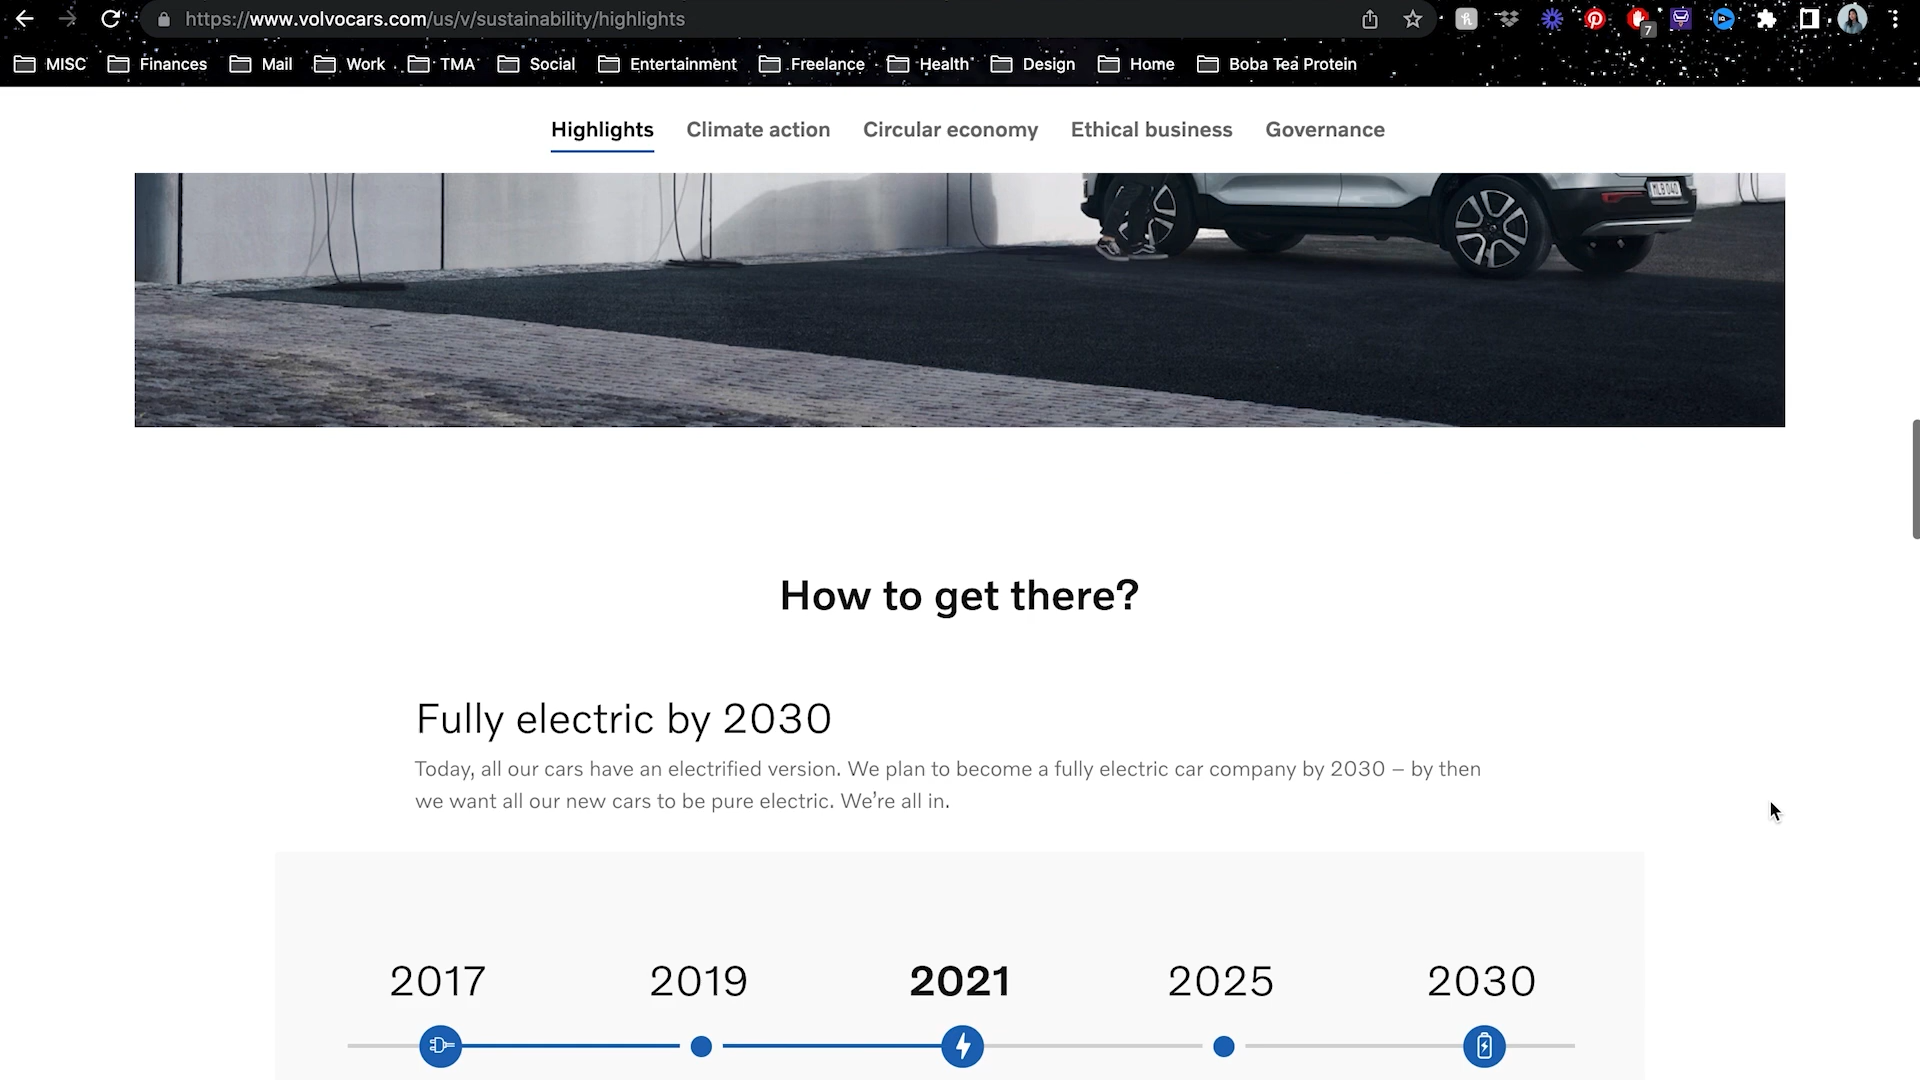 https://www.volvocars.com/us/v/sustainability/highlights
7
MISC Finances Mail Work TMA Social Entertainment Freelance Health Design Home Boba Tea Protein
Highlights Climate action Circular economy Ethical business Governance
MLB 040
How to get there?
Fully electric by 2030
Today, all our cars have an electrified version. We plan to become a fully electric car company by 2030 – by then
we want all our new cars to be pure electric. We’re all in.
2017 2019 2021 2025 2030